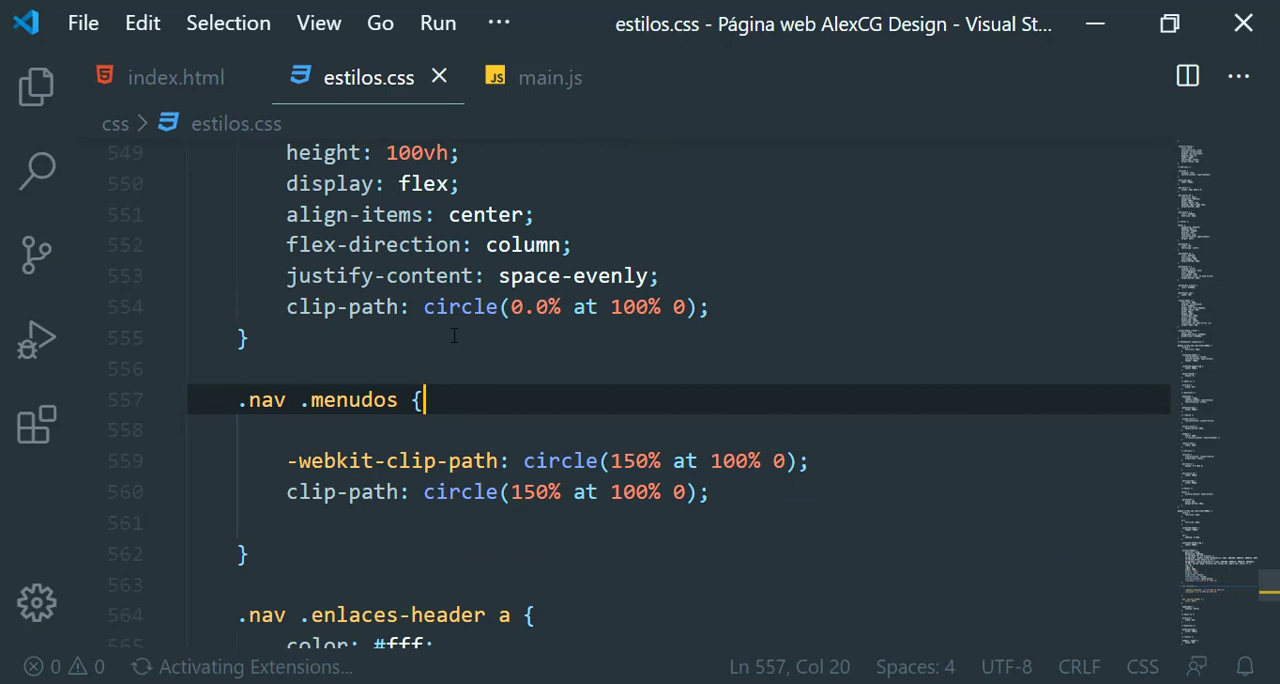 File Edit Selection View Go Run ··· estilos.css - Página web AlexCG Design - Visual St...
index.html estilos.css JS main.js
css > estilos.css
549 height: 100vh;
550 display: flex;
551 align-items: center;
552 flex-direction: column;
553 justify-content: space-evenly;
554 clip-path: circle(0.0% at 100% 0);
555 }
556
557 .nav .menudos {
558
559 -webkit-clip-path: circle(150% at 100% 0);
560 clip-path: circle(150% at 100% 0);
561
562 }
563
564 .nav .enlaces-header a {
565 color: #fff;
0 0 Activating Extensions... Ln 557, Col 20 Spaces: 4 UTF-8 CRLF CSS